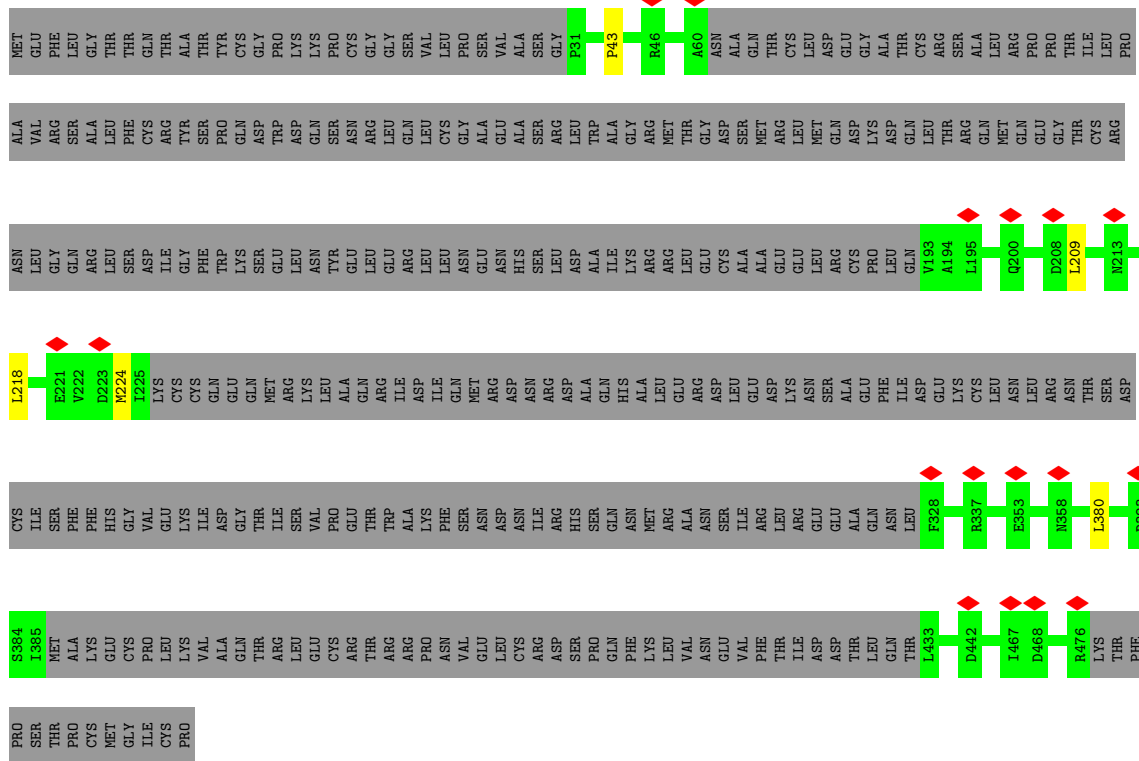 MET GLU PHE LEU GLY THR THR GLN THR ALA THR TYR CYS GLY PRO LYS LYS PRO CYS GLY GLY SER VAL LEU PRO SER VAL ALA SER GLY P31 P43 R46 A60 ASN ALA GLN THR CYS LEU ASP GLU GLY ALA THR CYS ARG SER ALA LEU ARG PRO PRO THR ILE LEU PRO
ALA VAL ARG SER ALA LEU PHE CYS ARG TYR SER PRO GLN ASP TRP ASP GLN SER ASN ARG LEU GLN LEU CYS GLY ALA GLU ALA SER ARG LEU TRP ALA GLY ARG MET THR GLY ASP SER MET ARG LEU MET GLN ASP LYS ASP GLN LEU THR ARG GLN MET GLN GLU GLY THR CYS ARG
ASN LEU GLY GLN ARG LEU SER ASP ILE GLY PHE TRP LYS SER GLU LEU ASN TYR GLU LEU GLU ARG LEU LEU ASN GLU ASN HIS SER LEU ASP ALA ILE LYS ARG ARG LEU GLU CYS ALA ALA GLU GLU LEU ARG CYS PRO LEU GLN V193 A194 L195 Q200 D208 L209 N213
L218 E221 V222 D223 M224 I225 LYS CYS CYS GLN GLU GLN MET ARG LYS LEU ALA GLN ARG ILE ASP ILE GLN MET ARG ASP ASN ARG ASP ALA GLN HIS ALA LEU GLU ARG ASP LEU GLU ASP LYS ASN SER ALA GLU PHE ILE ASP GLU LYS CYS LEU ASN LEU ARG ASN THR SER ASP
CYS ILE SER PHE PHE HIS GLY VAL GLU LYS ILE ASP GLY THR ILE SER VAL PRO GLU THR TRP ALA LYS PHE SER ASN ASP ASN ILE ARG HIS SER GLN ASN MET ARG ALA ASN SER ILE ARG LEU ARG GLU GLU ALA GLN ASN LEU F328 R337 E353 N358 L380
S384 I385 MET ALA LYS GLU CYS PRO LEU LYS VAL ALA GLN THR ARG LEU GLU CYS ARG THR ARG ARG PRO ASN VAL GLU LEU CYS ARG ASP SER PRO GLN PHE LYS LEU VAL ASN GLU VAL PHE THR ILE ASP ASP THR LEU GLN THR L433 D442 I467 D468 R476 LYS THR PHE
PRO SER THR PRO CYS MET GLY ILE CYS PRO